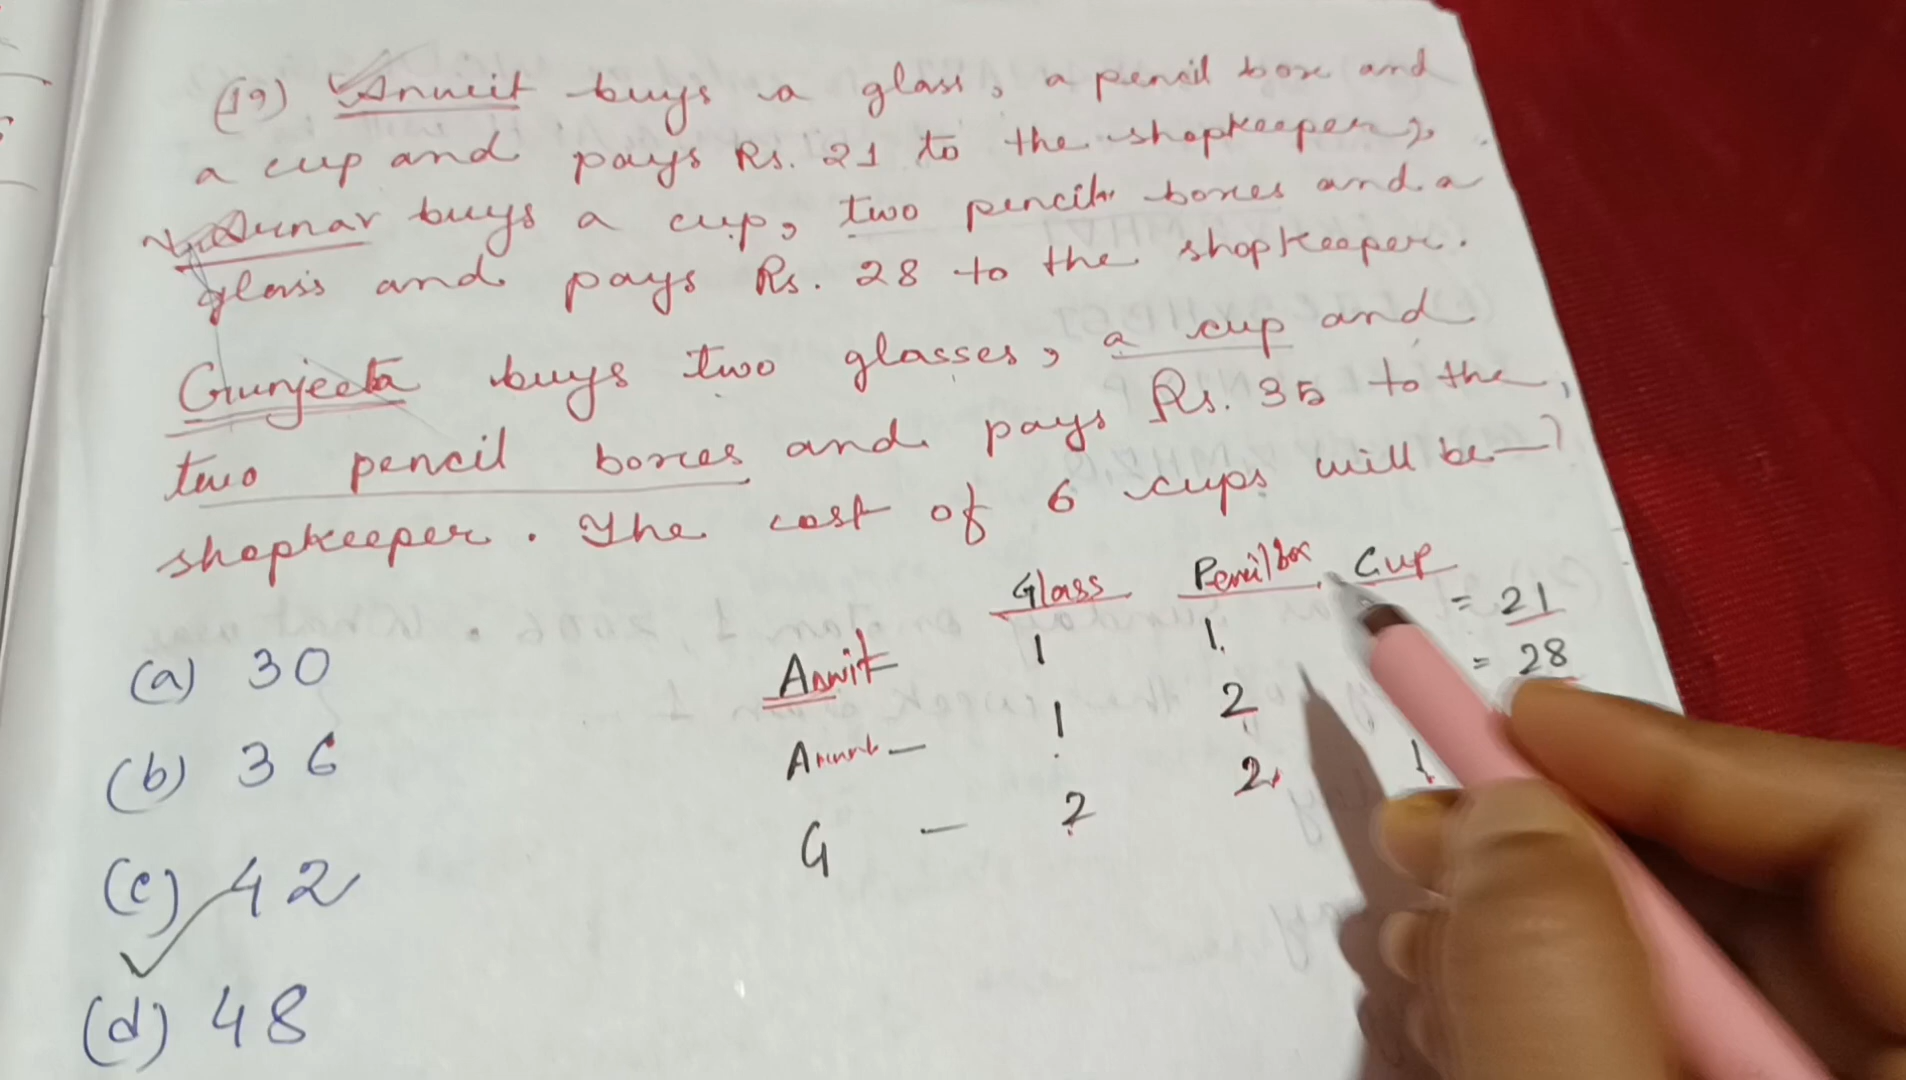 (19) Anwit buys a glass, a pencil box and
a cup and pays Rs. 21 to the shopkeeper,
buys a cup, two pencil boxes and a
glass and pays Rs. 28 to the shopkeeper.
Gunjeeta buys two glasses, a cup and
two pencil boxes and pays Rs. 35 to the
shopkeeper. The cost of 6 cups will be—?
Glass Pencil box Cup
Anwit 1 1. = 21
1 2 = 28
G — 2 2 1
(a) 30
(b) 36
(c) 42
(d) 48